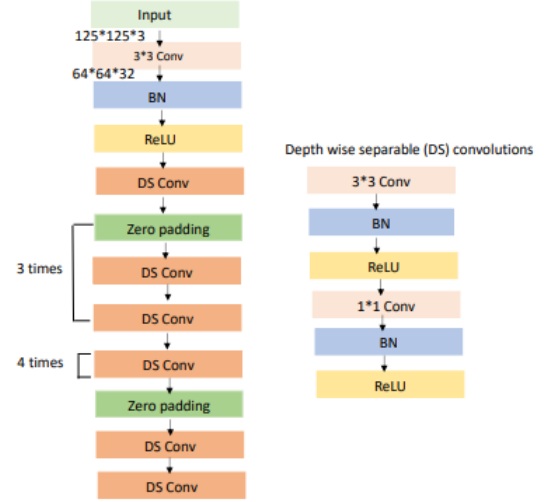 Input
125*125*3
3*3 Conv
64*64*32
BN
ReLU
DS Conv
Zero padding
3 times
DS Conv
DS Conv
4 times
DS Conv
Zero padding
DS Conv
DS Conv
Depth wise separable (DS) convolutions
3*3 Conv
BN
ReLU
1*1 Conv
BN
ReLU